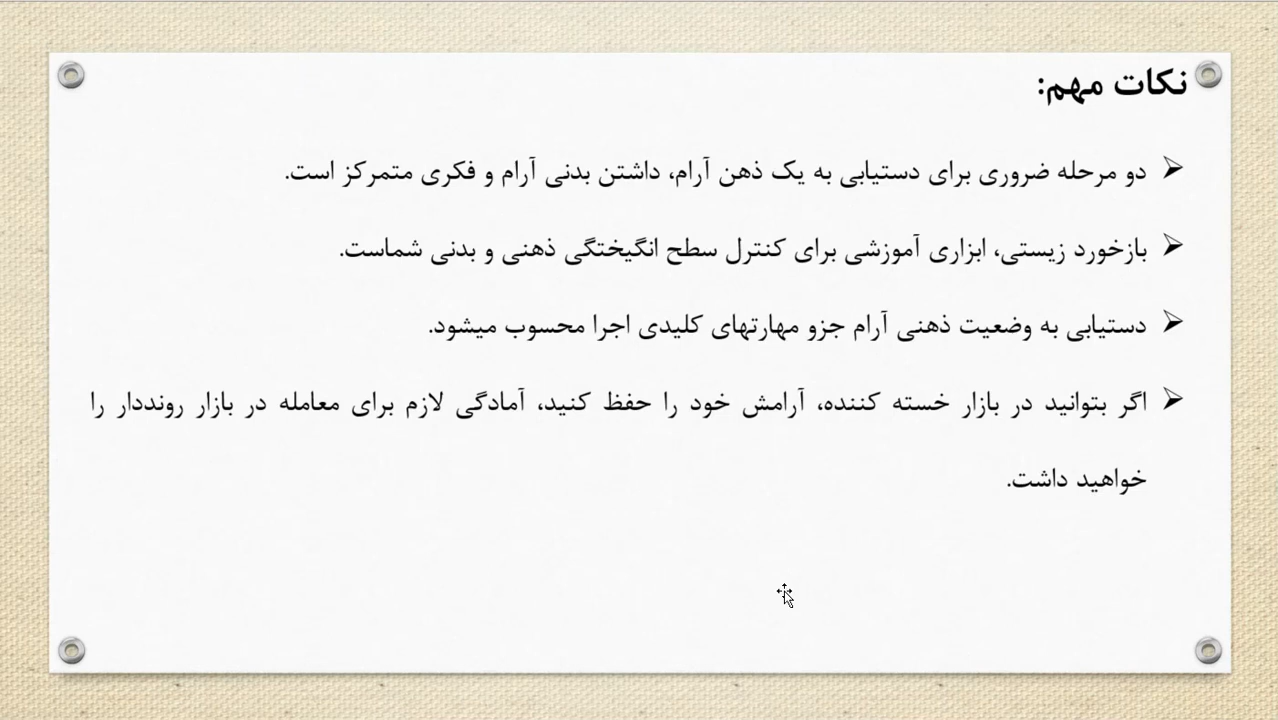 نکات مهم:
دو مرحله ضروری برای دستیابی به یک ذهن آرام، داشتن بدنی آرام و فکری متمرکز است.
بازخورد زیستی، ابزاری آموزشی برای کنترل سطح انگیختگی ذهنی و بدنی شماست.
دستیابی به وضعیت ذهنی آرام جزو مهارتهای کلیدی اجرا محسوب میشود.
اگر بتوانید در بازار خسته کننده، آرامش خود را حفظ کنید، آمادگی لازم برای معامله در بازار رونددار را
خواهید داشت.